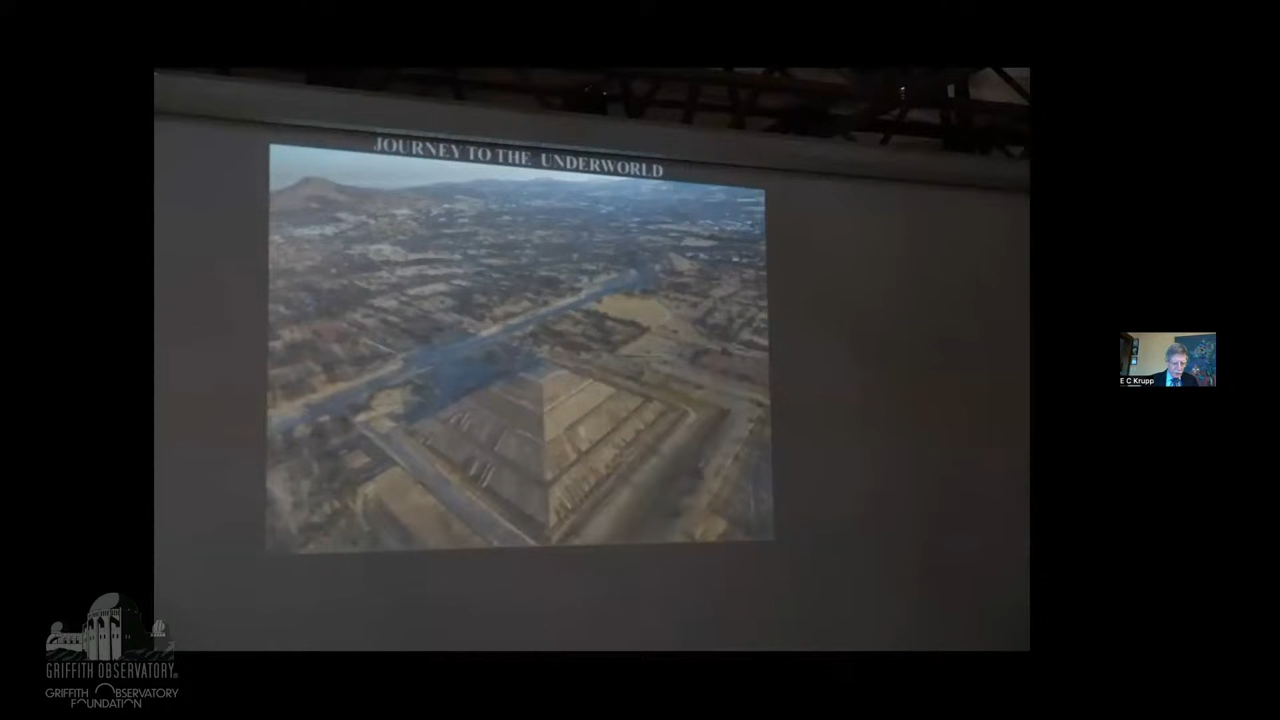 JOURNEY TO THE UNDERWORLD
E C Krupp
GRIFFITH OBSERVATORY
GRIFFITH OBSERVATORY
FOUNDATION